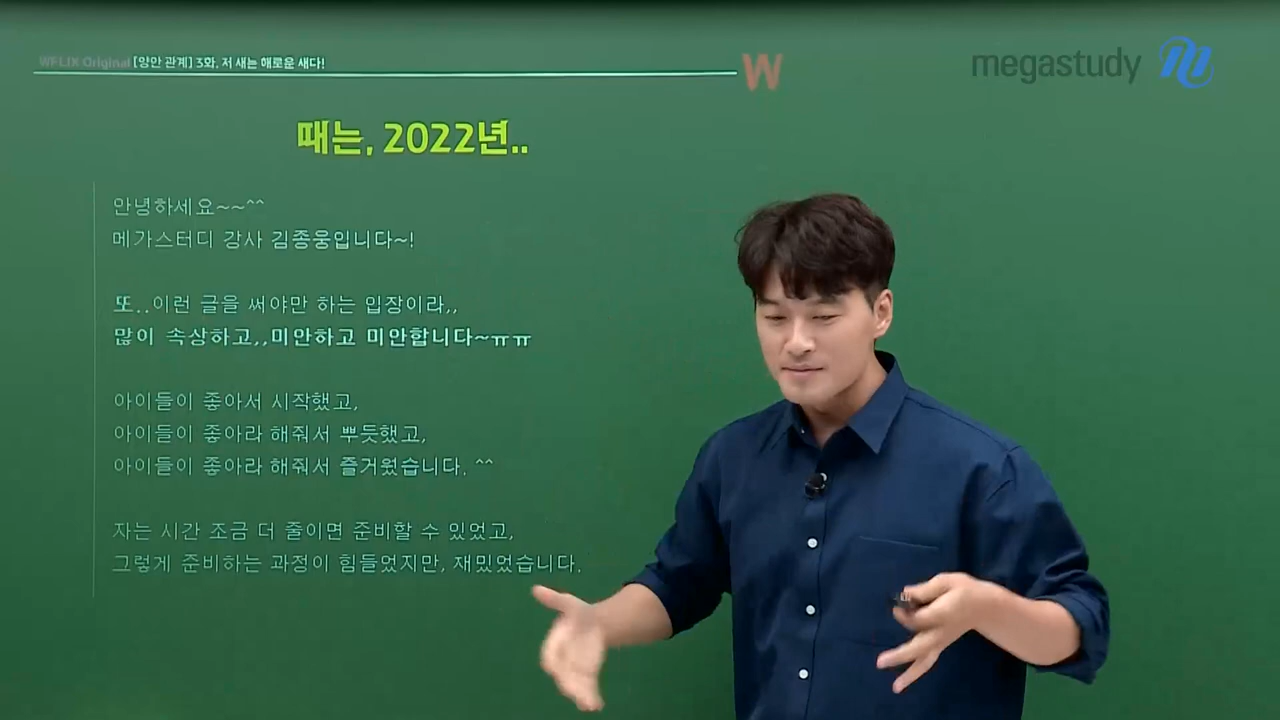 WFLIX Original [양안 관계] 3화, 저 새는 해로운 새다!
W
megastudy
때는, 2022년..
안녕하세요~~^^
메가스터디 강사 김종웅입니다~!
또..이런 글을 써야만 하는 입장이라,,
많이 속상하고,,미안하고 미안합니다~ㅠㅠ
아이들이 좋아서 시작했고,
아이들이 좋아라 해줘서 뿌듯했고,
아이들이 좋아라 해줘서 즐거웠습니다. ^^
자는 시간 조금 더 줄이면 준비할 수 있었고,
그렇게 준비하는 과정이 힘들었지만, 재밌었습니다.